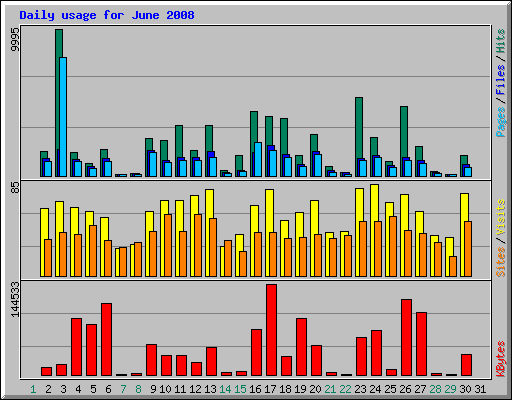 Daily usage for June 2008
9995
Pages / Files / Hits
85
Sites / Visits
144533
KBytes
1 2 3 4 5 6 7 8 9 10 11 12 13 14 15 16 17 18 19 20 21 22 23 24 25 26 27 28 29 30 31